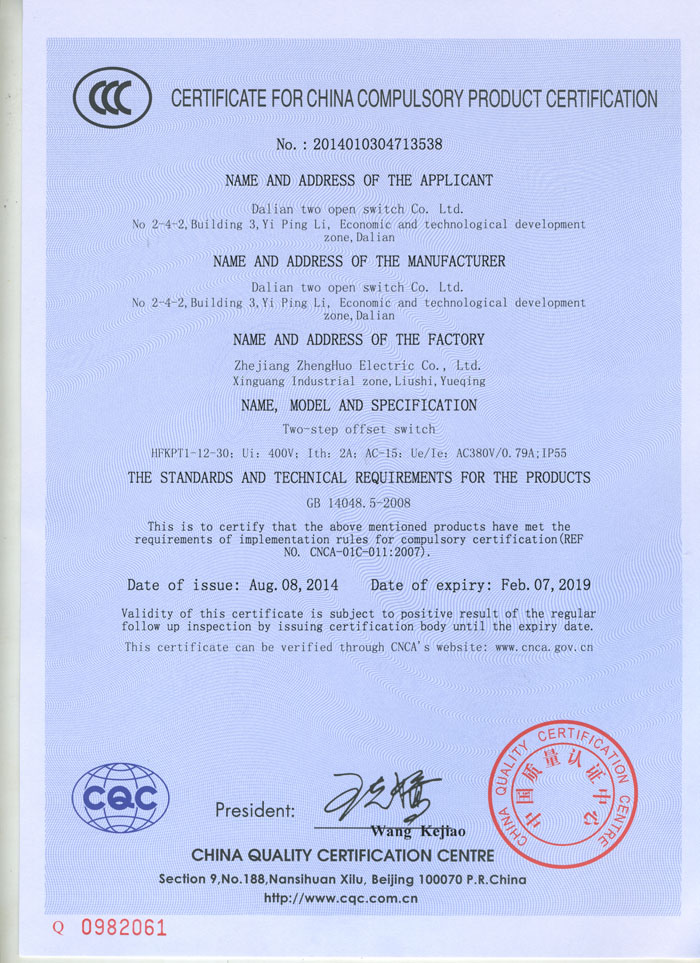 CCC
CERTIFICATE FOR CHINA COMPULSORY PRODUCT CERTIFICATION
No.: 2014010304713538
NAME AND ADDRESS OF THE APPLICANT
Dalian two open switch Co. Ltd.
No 2-4-2,Building 3,Yi Ping Li, Economic and technological development
zone,Dalian
NAME AND ADDRESS OF THE MANUFACTURER
Dalian two open switch Co. Ltd.
No 2-4-2,Building 3,Yi Ping Li, Economic and technological development
zone,Dalian
NAME AND ADDRESS OF THE FACTORY
Zhejiang ZhengHuo Electric Co., Ltd.
Xinguang Industrial zone,Liushi,Yueqing
NAME, MODEL AND SPECIFICATION
Two-step offset switch
HFKPT1-12-30; Ui: 400V; Ith: 2A; AC-15; Ue/Ie: AC380V/0.79A;IP55
THE STANDARDS AND TECHNICAL REQUIREMENTS FOR THE PRODUCTS
GB 14048.5-2008
This is to certify that the above mentioned products have met the
requirements of implementation rules for compulsory certification(REF
NO. CNCA-01C-011:2007).
Date of issue: Aug.08,2014 Date of expiry: Feb.07,2019
Validity of this certificate is subject to positive result of the regular
follow up inspection by issuing certification body until the expiry date.
This certificate can be verified through CNCA's website: www.cnca.gov.cn
CHINA QUALITY CERTIFICATION CENTRE
中国质量认证中心
CQC
President:
Wang Kejiao
CHINA QUALITY CERTIFICATION CENTRE
Section 9,No.188,Nansihuan Xilu, Beijing 100070 P.R.China
http://www.cqc.com.cn
Q 0982061